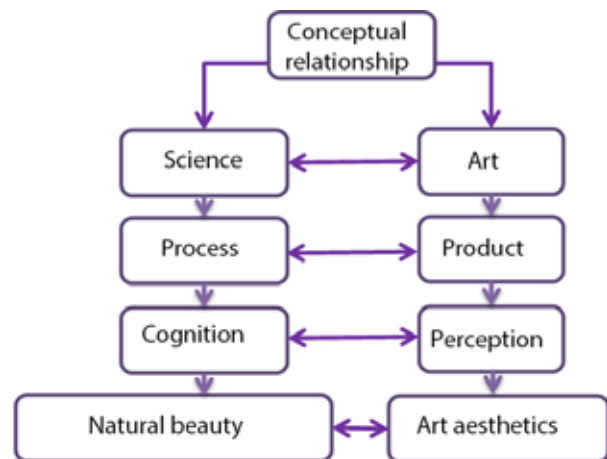 Conceptual
relationship
Science
Art
Process
Product
Cognition
Perception
Natural beauty
Art aesthetics